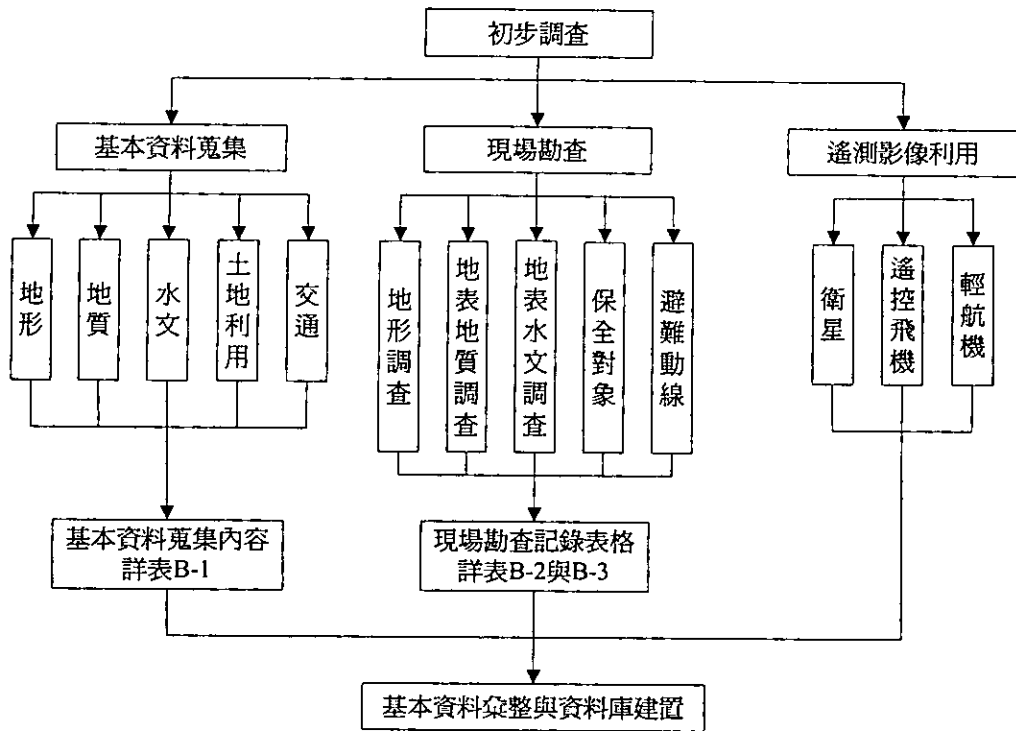 初步調查
基本資料蒐集
現場勘查
遙測影像利用
地形
地質
水文
土地利用
交通
地形調查
地表地質調查
地表水文調查
保全對象
避難動線
衛星
遙控飛機
輕航機
基本資料蒐集內容
詳表B-1
現場勘查記錄表格
詳表B-2與B-3
基本資料彙整與資料庫建置